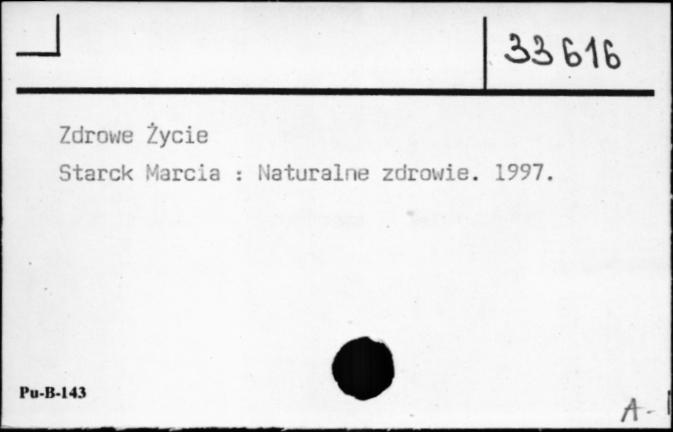 33616
Zdrowe Życie
Starck Marcia : Naturalne zdrowie. 1997.
Pu-B-143
A-